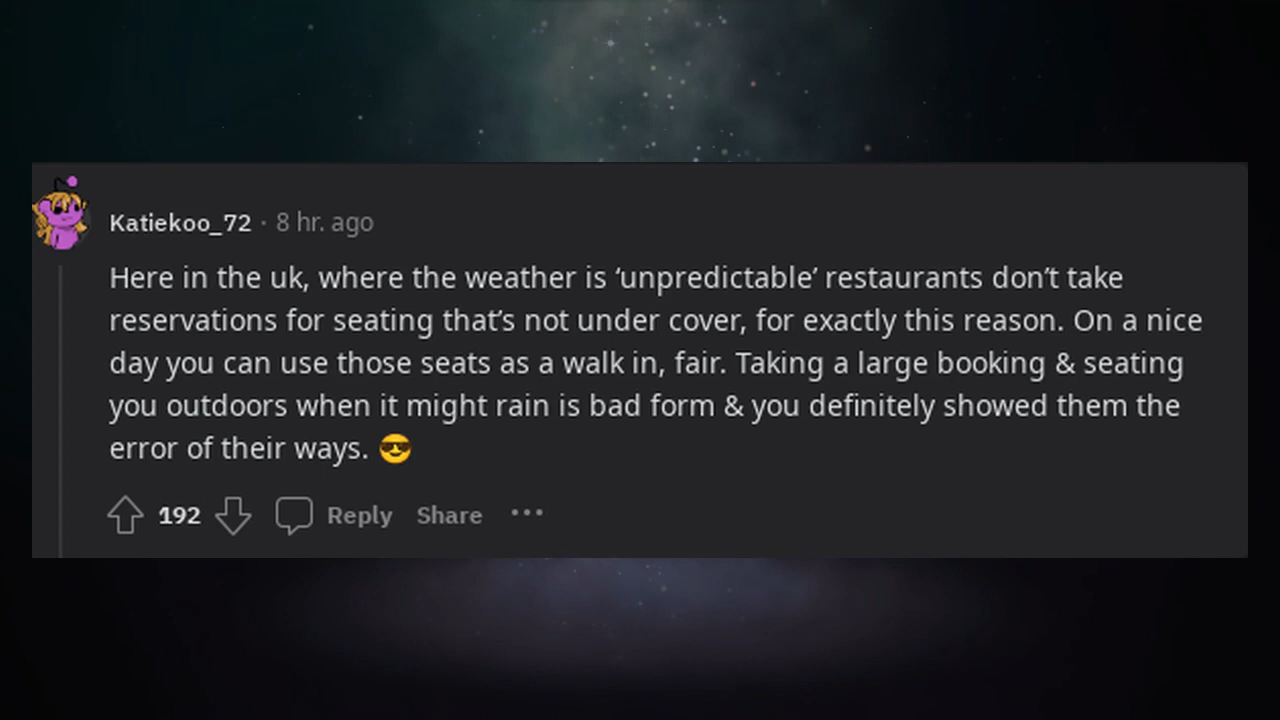 Katiekoo_72 · 8 hr. ago
Here in the uk, where the weather is ‘unpredictable’ restaurants don’t take
reservations for seating that’s not under cover, for exactly this reason. On a nice
day you can use those seats as a walk in, fair. Taking a large booking & seating
you outdoors when it might rain is bad form & you definitely showed them the
error of their ways. 😎
192 Reply Share •••